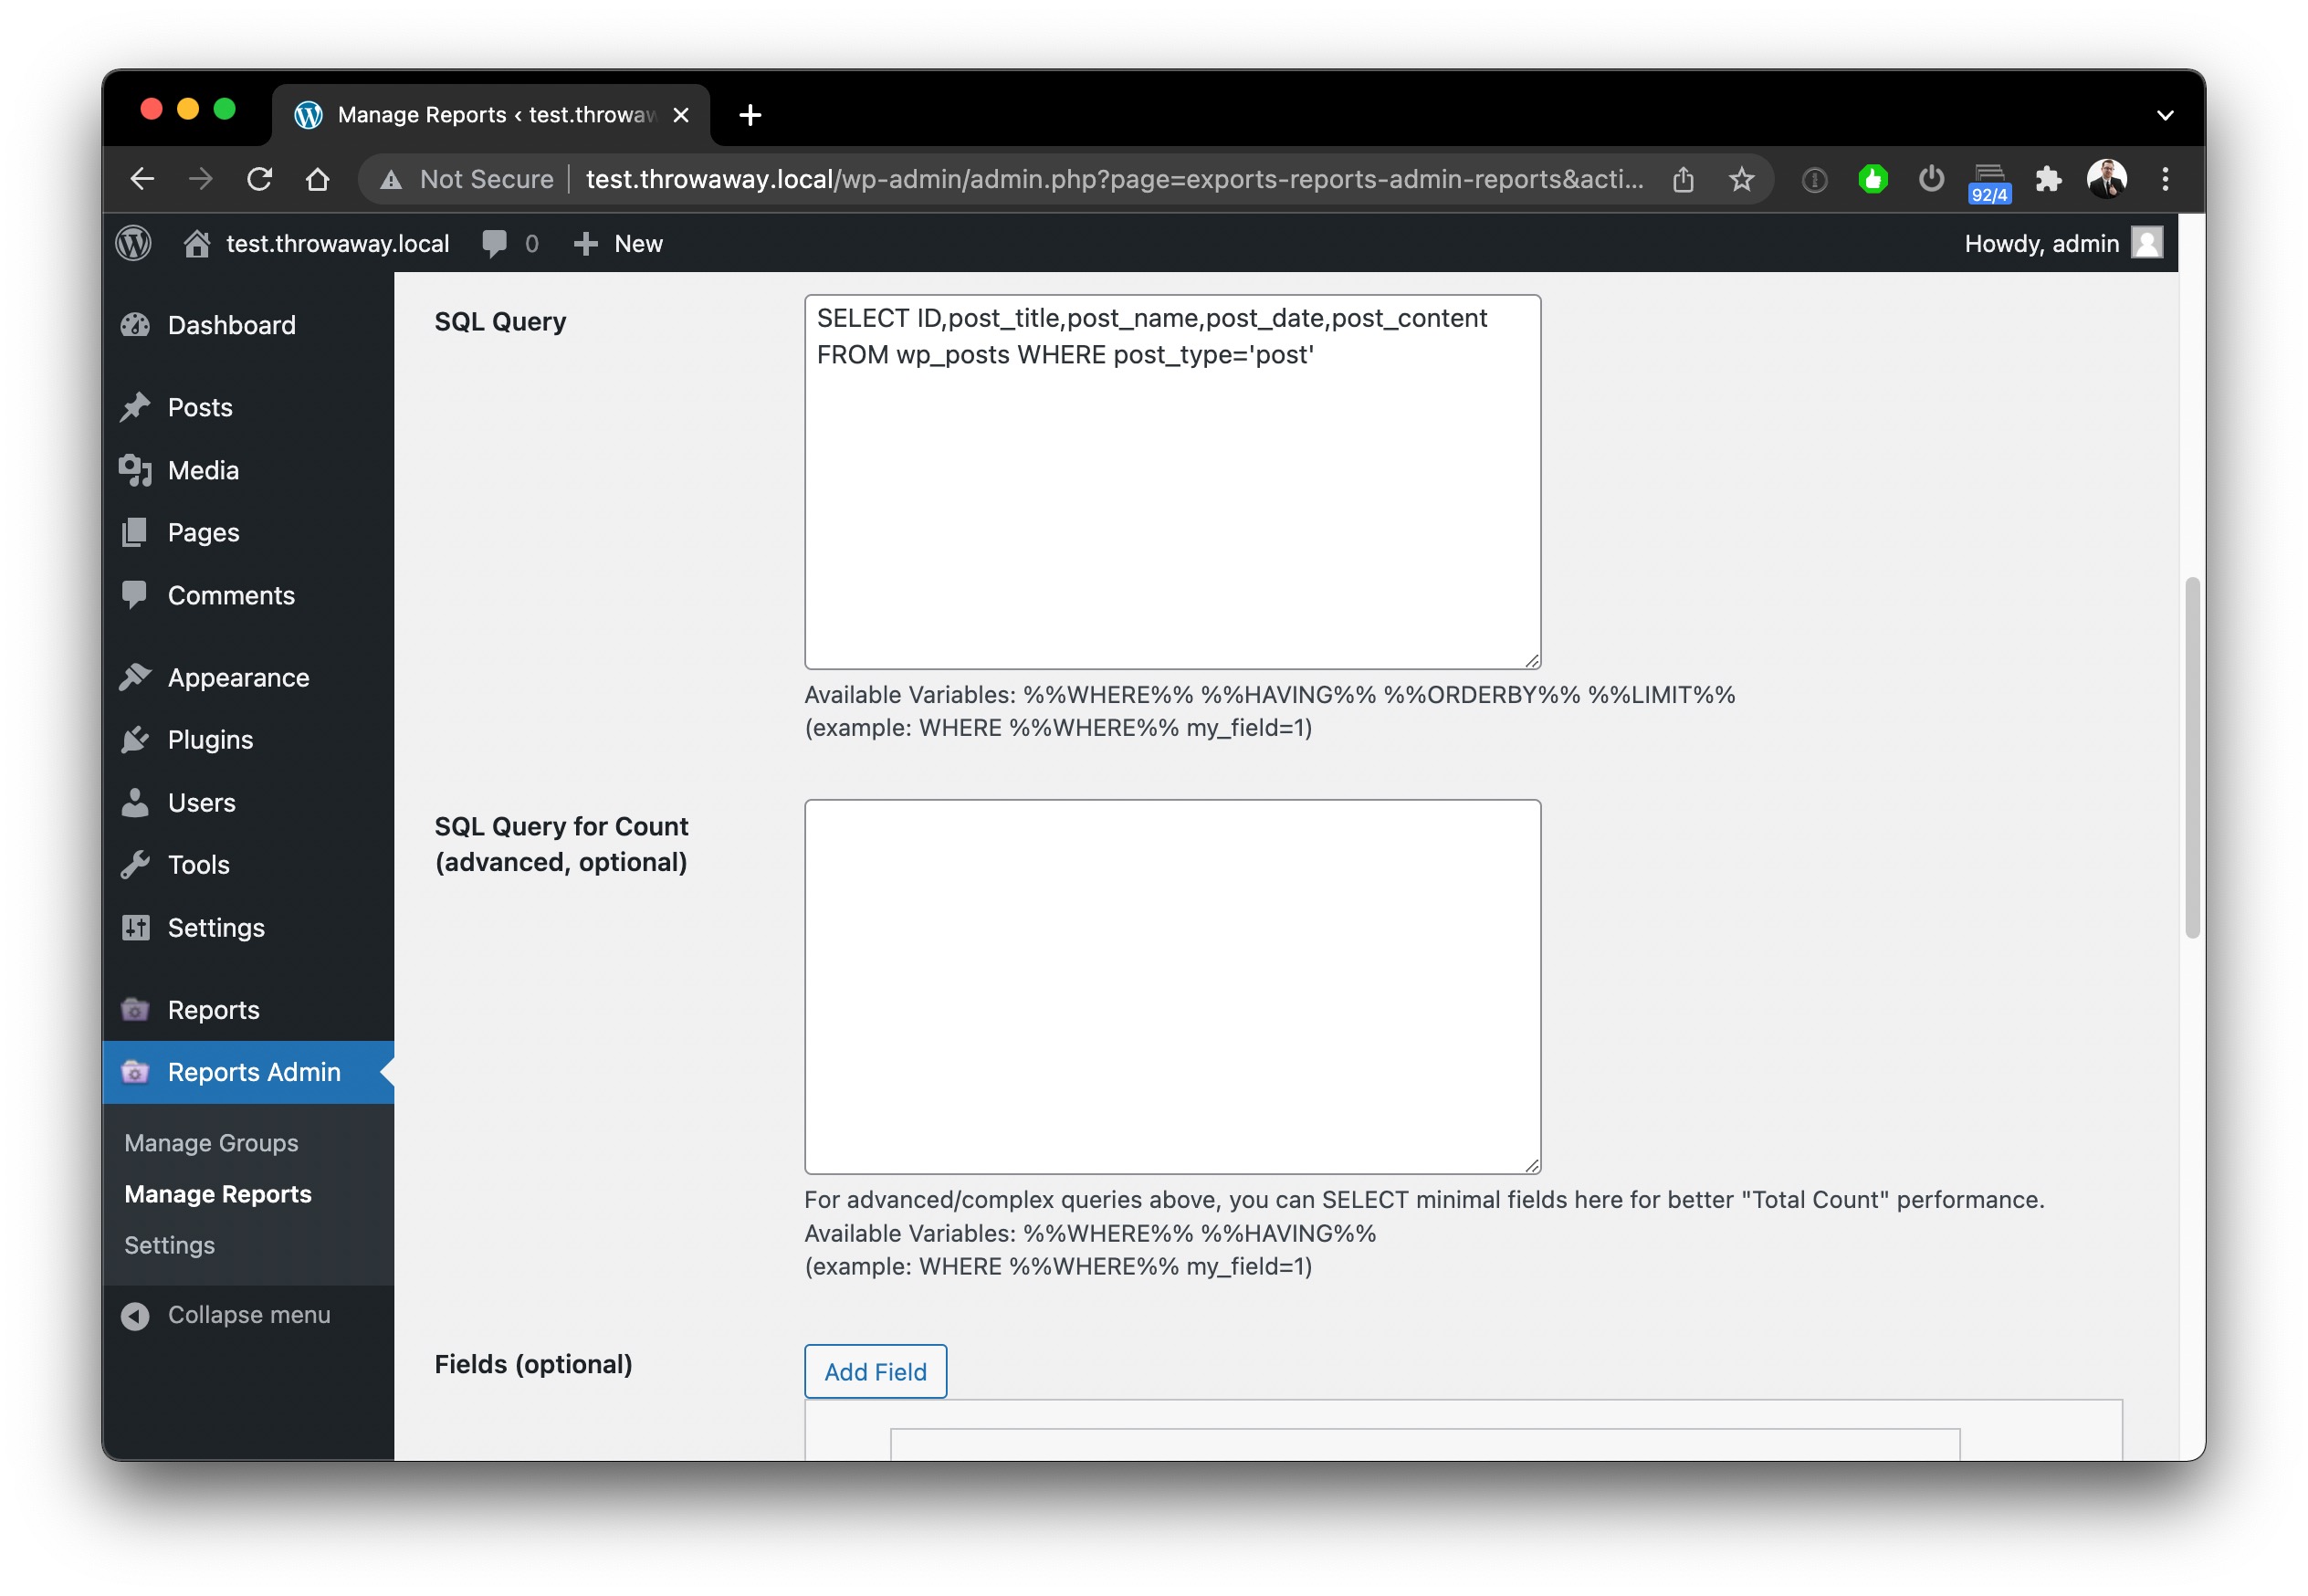 Manage Reports ‹ test.throwaw
Not Secure
test.throwaway.local/wp-admin/admin.php?page=exports-reports-admin-reports&acti...
92/4
test.throwaway.local
0
New
Howdy, admin
Dashboard
Posts
Media
Pages
Comments
Appearance
Plugins
Users
Tools
Settings
Reports
Reports Admin
Manage Groups
Manage Reports
Settings
Collapse menu
SQL Query
SELECT ID,post_title,post_name,post_date,post_content
FROM wp_posts WHERE post_type='post'
Available Variables: %%WHERE%% %%HAVING%% %%ORDERBY%% %%LIMIT%%
(example: WHERE %%WHERE%% my_field=1)
SQL Query for Count
(advanced, optional)
For advanced/complex queries above, you can SELECT minimal fields here for better "Total Count" performance.
Available Variables: %%WHERE%% %%HAVING%%
(example: WHERE %%WHERE%% my_field=1)
Fields (optional)
Add Field